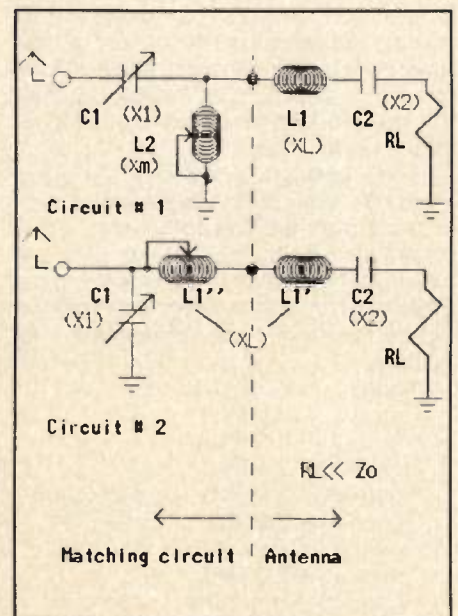 C1 (X1) L1 C2 (X2)
L2 (XL) RL
(Xm)
Circuit # 1
C1 L1'' L1' C2
(X1) (XL) (X2) RL
Circuit # 2
RL<< Zo
Matching circuit Antenna